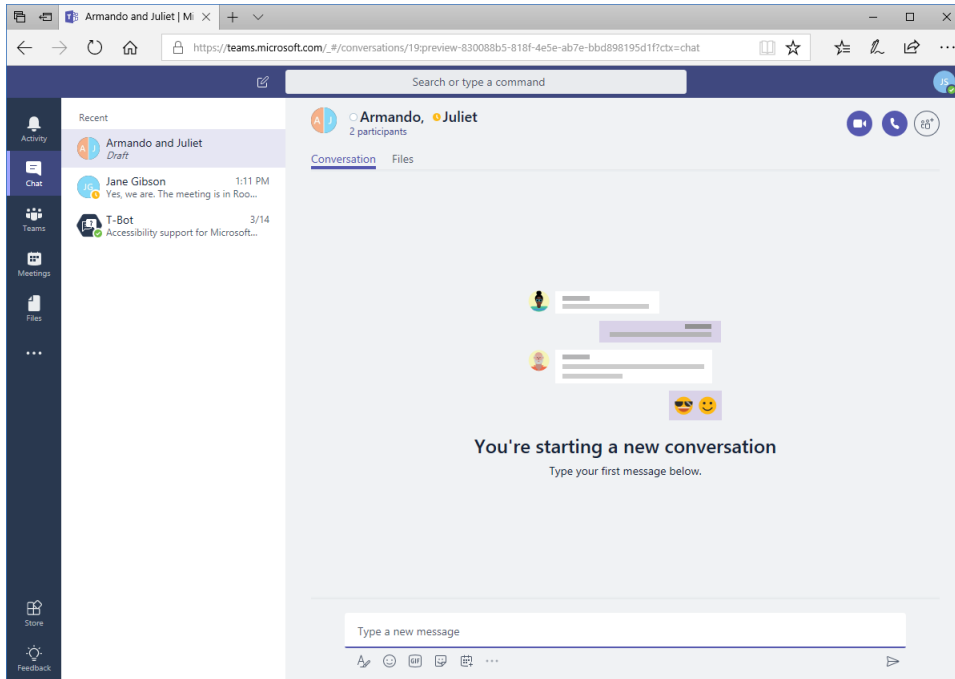 Armando and Juliet | Mi
https://teams.microsoft.com/_#/conversations/19:preview-830088b5-818f-4e5e-ab7e-bbd898195d1f?ctx=chat
Search or type a command
JS
Activity
Chat
Teams
Meetings
Files
Store
Feedback
Recent
A J
Armando and Juliet
Draft
JG
Jane Gibson 1:11 PM
Yes, we are. The meeting is in Roo...
T-Bot 3/14
Accessibility support for Microsoft...
A J
Armando, Juliet
2 participants
Conversation Files
You're starting a new conversation
Type your first message below.
Type a new message
GIF